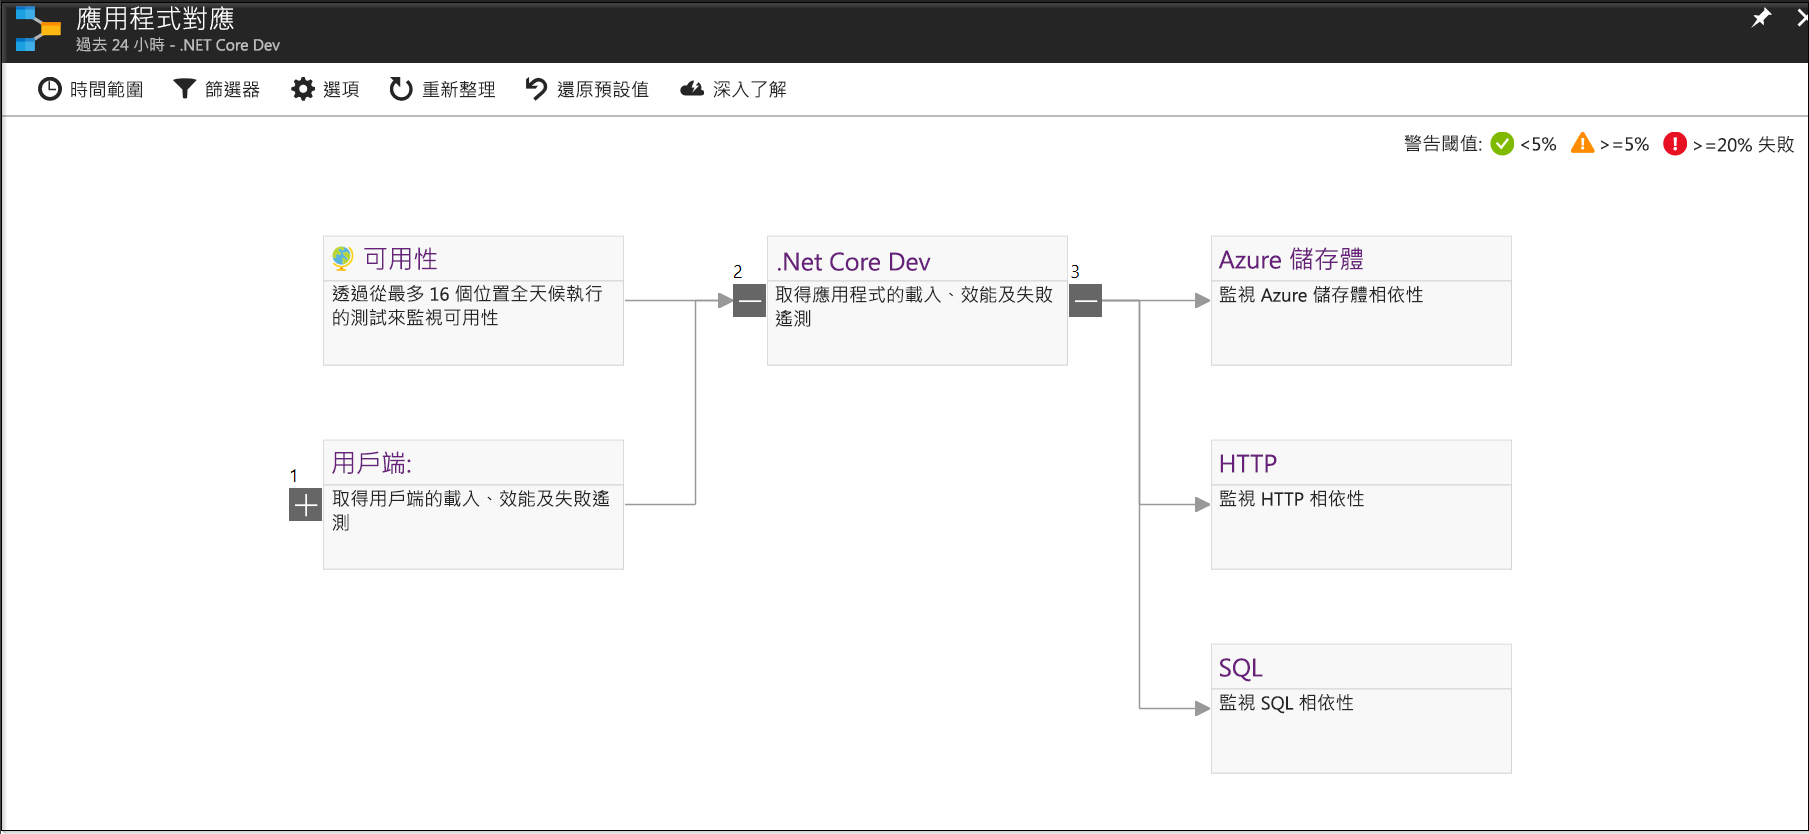 應用程式對應
過去 24 小時 - .NET Core Dev
時間範圍 篩選器 選項 重新整理 還原預設值 深入了解
警告閾值: <5% >=5% >=20% 失敗
可用性
透過從最多 16 個位置全天候執行
的測試來監視可用性
2
.Net Core Dev
取得應用程式的載入、效能及失敗
遙測
3
Azure 儲存體
監視 Azure 儲存體相依性
1
用戶端:
取得用戶端的載入、效能及失敗遙
測
HTTP
監視 HTTP 相依性
SQL
監視 SQL 相依性